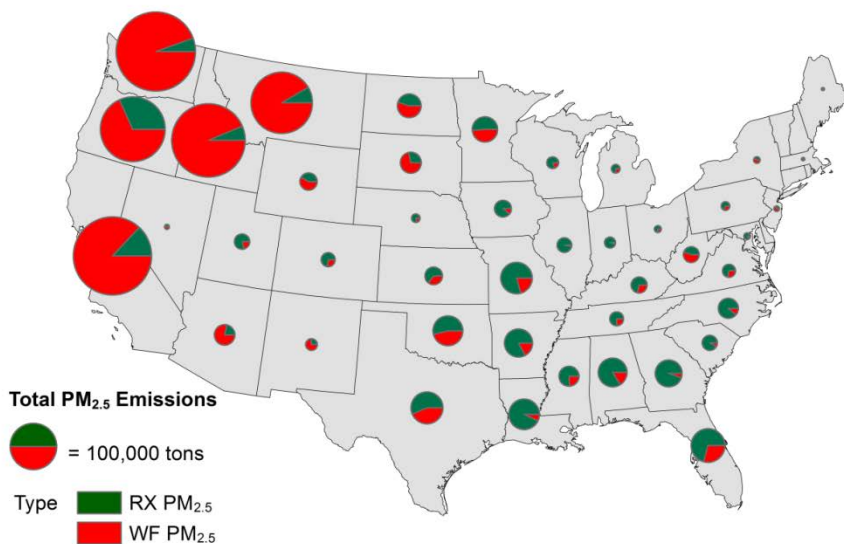 Total PM₂.₅ Emissions
= 100,000 tons
Type
RX PM₂.₅
WF PM₂.₅